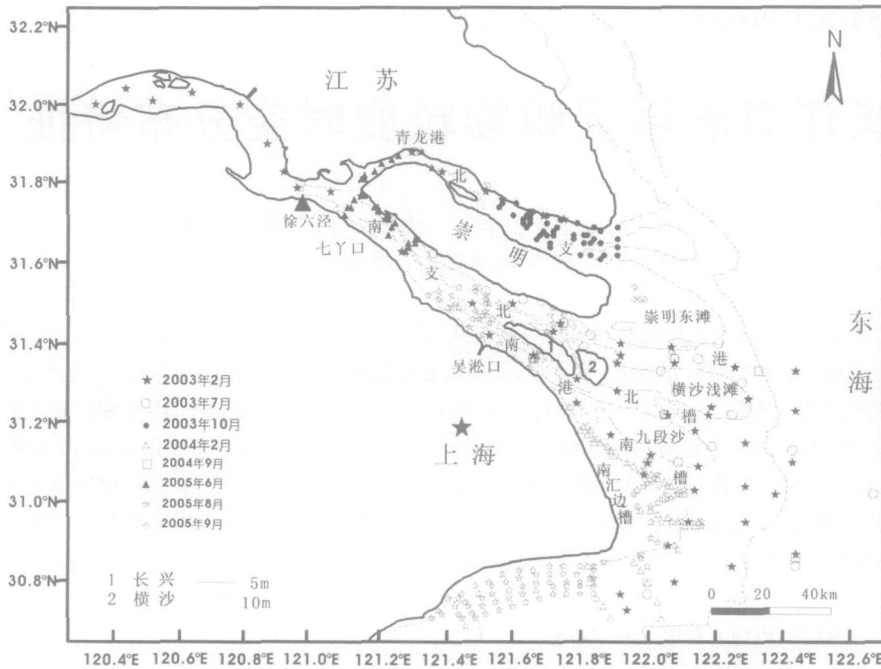 32.2°N
32.0°N
31.8°N
31.6°N
31.4°N
31.2°N
31.0°N
30.8°N
N
江 苏
青龙港
北
支
徐六泾
七丫口
南
支
崇
明
北
南
港
港
吴淞口
1
2
崇明东滩
东
海
横沙浅滩
北
槽
九段沙
南
槽
南
汇
边
槽
上 海
2003年2月
2003年7月
2003年10月
2004年2月
2004年9月
2005年6月
2005年8月
2005年9月
1 长 兴 5m
2 横 沙 10m
0 20 40km
120.4°E 120.6°E 120.8°E 121.0°E 121.2°E 121.4°E 121.6°E 121.8°E 122.0°E 122.2°E 122.4°E 122.6°E